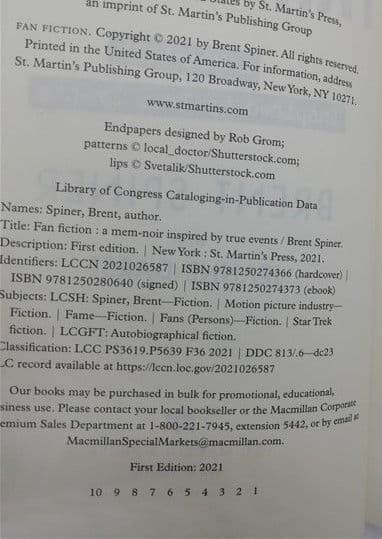 States by St. Martin's Press,
an imprint of St. Martin's Publishing Group
FAN FICTION. Copyright © 2021 by Brent Spiner. All rights reserved.
Printed in the United States of America. For information, address
St. Martin's Publishing Group, 120 Broadway, New York, NY 10271.
www.stmartins.com
Endpapers designed by Rob Grom;
patterns © local_doctor/Shutterstock.com;
lips © Svetalik/Shutterstock.com
Library of Congress Cataloging-in-Publication Data
Names: Spiner, Brent, author.
Title: Fan fiction : a mem-noir inspired by true events / Brent Spiner.
Description: First edition. | New York : St. Martin's Press, 2021.
Identifiers: LCCN 2021026587 | ISBN 9781250274366 (hardcover) |
ISBN 9781250280640 (signed) | ISBN 9781250274373 (ebook)
Subjects: LCSH: Spiner, Brent—Fiction. | Motion picture industry—
Fiction. | Fame—Fiction. | Fans (Persons)—Fiction. | Star Trek
fiction. | LCGFT: Autobiographical fiction.
Classification: LCC PS3619.P5639 F36 2021 | DDC 813/.6—dc23
LC record available at https://lccn.loc.gov/2021026587
Our books may be purchased in bulk for promotional, educational,
siness use. Please contact your local bookseller or the Macmillan Corporate
emium Sales Department at 1-800-221-7945, extension 5442, or by email at
MacmillanSpecialMarkets@macmillan.com.
First Edition: 2021
10 9 8 7 6 5 4 3 2 1